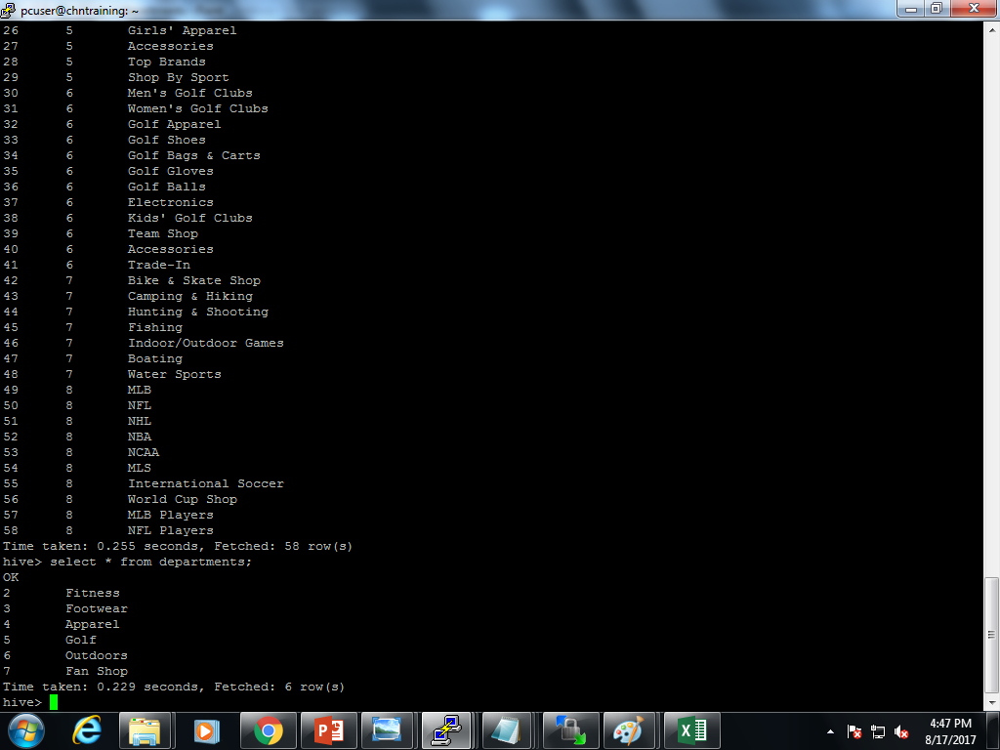 pcuser@chntraining: ~
26 5 Girls' Apparel
27 5 Accessories
28 5 Top Brands
29 5 Shop By Sport
30 6 Men's Golf Clubs
31 6 Women's Golf Clubs
32 6 Golf Apparel
33 6 Golf Shoes
34 6 Golf Bags & Carts
35 6 Golf Gloves
36 6 Golf Balls
37 6 Electronics
38 6 Kids' Golf Clubs
39 6 Team Shop
40 6 Accessories
41 6 Trade-In
42 7 Bike & Skate Shop
43 7 Camping & Hiking
44 7 Hunting & Shooting
45 7 Fishing
46 7 Indoor/Outdoor Games
47 7 Boating
48 7 Water Sports
49 8 MLB
50 8 NFL
51 8 NHL
52 8 NBA
53 8 NCAA
54 8 MLS
55 8 International Soccer
56 8 World Cup Shop
57 8 MLB Players
58 8 NFL Players
Time taken: 0.255 seconds, Fetched: 58 row(s)
hive> select * from departments;
OK
2 Fitness
3 Footwear
4 Apparel
5 Golf
6 Outdoors
7 Fan Shop
Time taken: 0.229 seconds, Fetched: 6 row(s)
hive>
4:47 PM
8/17/2017